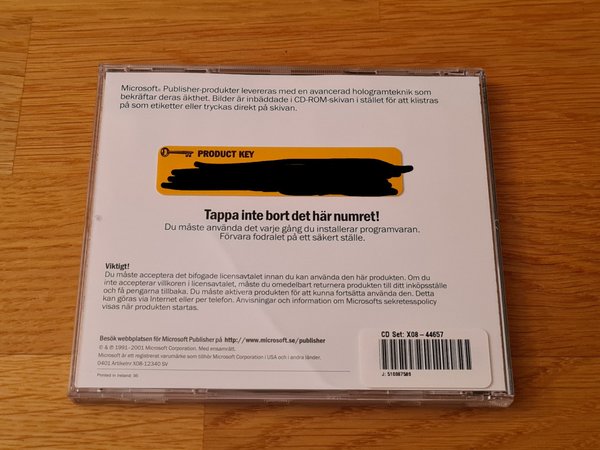 Microsoft® Publisher-produkter levereras med en avancerad hologramteknik som
bekräftar deras äkthet. Bilder är inbäddade i CD-ROM-skivan i stället för att klistras
på som etiketter eller tryckas direkt på skivan.
PRODUCT KEY
Tappa inte bort det här numret!
Du måste använda det varje gång du installerar programvaran.
Förvara fodralet på ett säkert ställe.
Viktigt!
Du måste acceptera det bifogade licensavtalet innan du kan använda den här produkten. Om du
inte accepterar villkoren i licensavtalet, måste du omedelbart returnera produkten till ditt inköpsställe
och få pengarna tillbaka. Du måste aktivera produkten för att kunna fortsätta använda den. Detta
kan göras via Internet eller per telefon. Anvisningar och information om Microsofts sekretesspolicy
visas när produkten startas.
Besök webbplatsen för Microsoft Publisher på http://www.microsoft.se/publisher
© & ℗ 1991-2001 Microsoft Corporation. Med ensamrätt.
Microsoft är ett registrerat varumärke som tillhör Microsoft Corporation i USA och i andra länder.
0401 Artikelnr X08-12340 SV
Printed in Ireland. 36
CD Set: X08-44657
J: 510867509